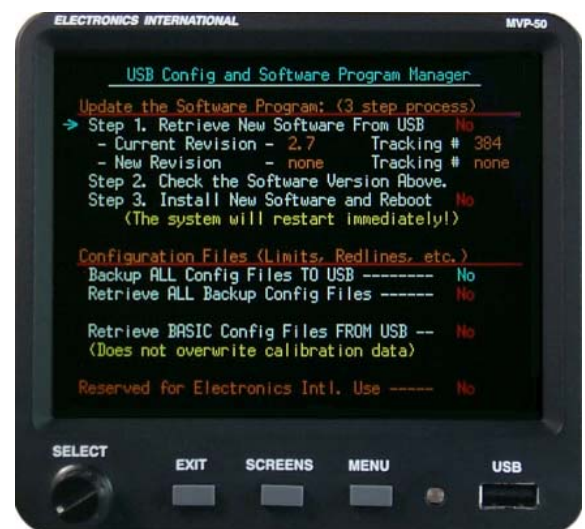 ELECTRONICS INTERNATIONAL MVP-50
USB Config and Software Program Manager
Update the Software Program: (3 step process)
Step 1. Retrieve New Software From USB No
- Current Revision - 2.7 Tracking # 384
- New Revision - none Tracking # none
Step 2. Check the Software Version Above.
Step 3. Install New Software and Reboot No
(The system will restart immediately!)
Configuration Files (Limits, Redlines, etc.)
Backup ALL Config Files TO USB -------- No
Retrieve ALL Backup Config Files ------ No
Retrieve BASIC Config Files FROM USB -- No
(Does not overwrite calibration data)
Reserved for Electronics Intl. Use ----- No
SELECT EXIT SCREENS MENU USB